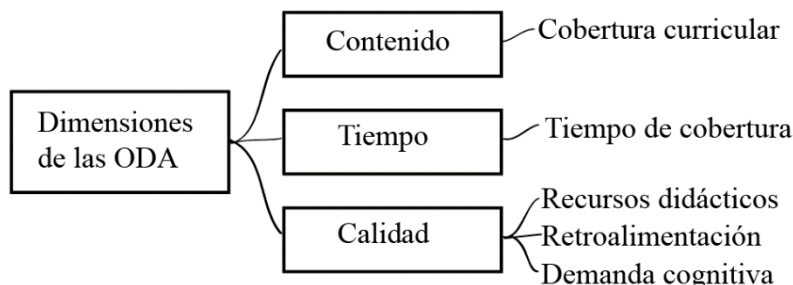 Dimensiones
de las ODA
Contenido
Cobertura curricular
Tiempo
Tiempo de cobertura
Calidad
Recursos didácticos
Retroalimentación
Demanda cognitiva